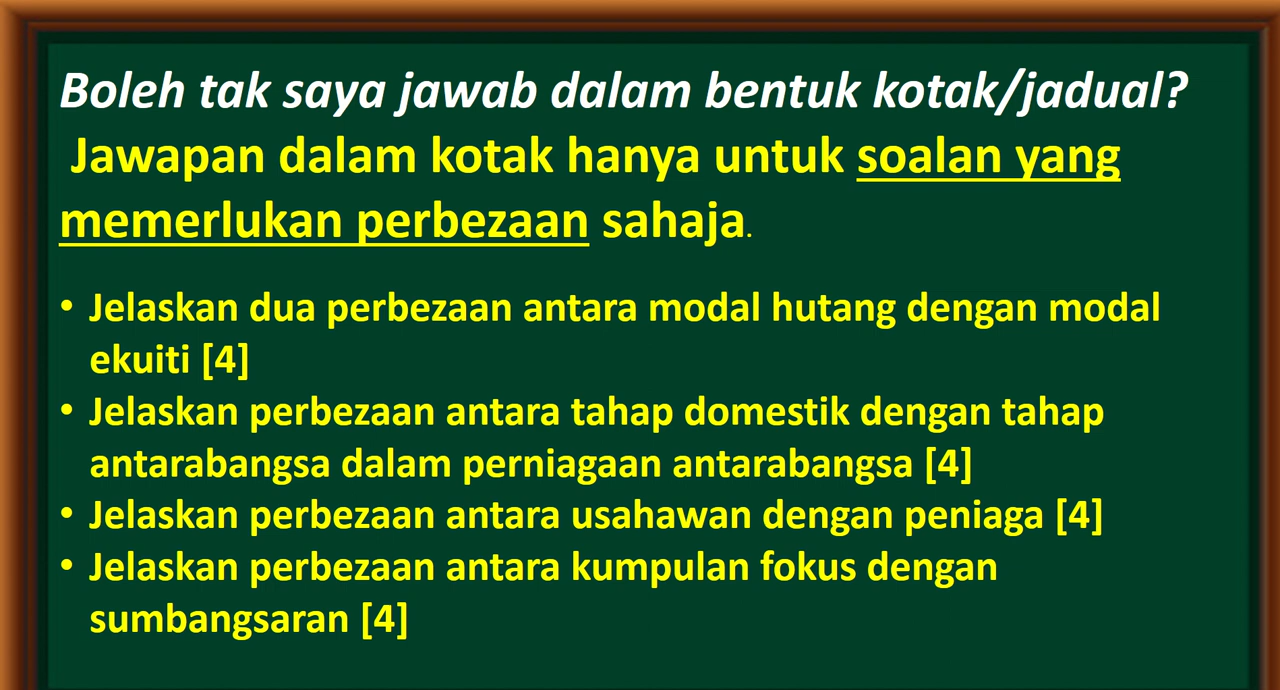 Boleh tak saya jawab dalam bentuk kotak/jadual?
Jawapan dalam kotak hanya untuk soalan yang
memerlukan perbezaan sahaja.
• Jelaskan dua perbezaan antara modal hutang dengan modal
ekuiti [4]
• Jelaskan perbezaan antara tahap domestik dengan tahap
antarabangsa dalam perniagaan antarabangsa [4]
• Jelaskan perbezaan antara usahawan dengan peniaga [4]
• Jelaskan perbezaan antara kumpulan fokus dengan
sumbangsaran [4]